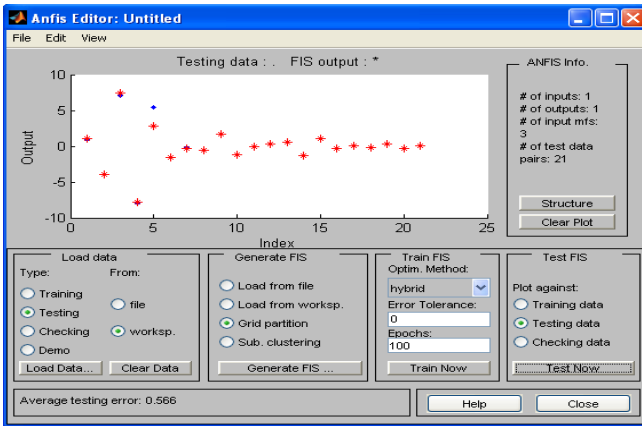 Anfis Editor: Untitled
File Edit View
Testing data : . FIS output : *
10
5
0
-5
-10
Output
0 5 10 15 20 25
Index
ANFIS Info.
# of inputs: 1
# of outputs: 1
# of input mfs:
3
# of test data
pairs: 21
Structure
Clear Plot
Load data
Type: From:
Training
Testing
Checking
Demo
file
worksp.
Load Data... Clear Data
Generate FIS
Load from file
Load from worksp.
Grid partition
Sub. clustering
Generate FIS ...
Train FIS
Optim. Method:
hybrid
Error Tolerance:
0
Epochs:
100
Train Now
Test FIS
Plot against:
Training data
Testing data
Checking data
Test Now
Average testing error: 0.566
Help Close